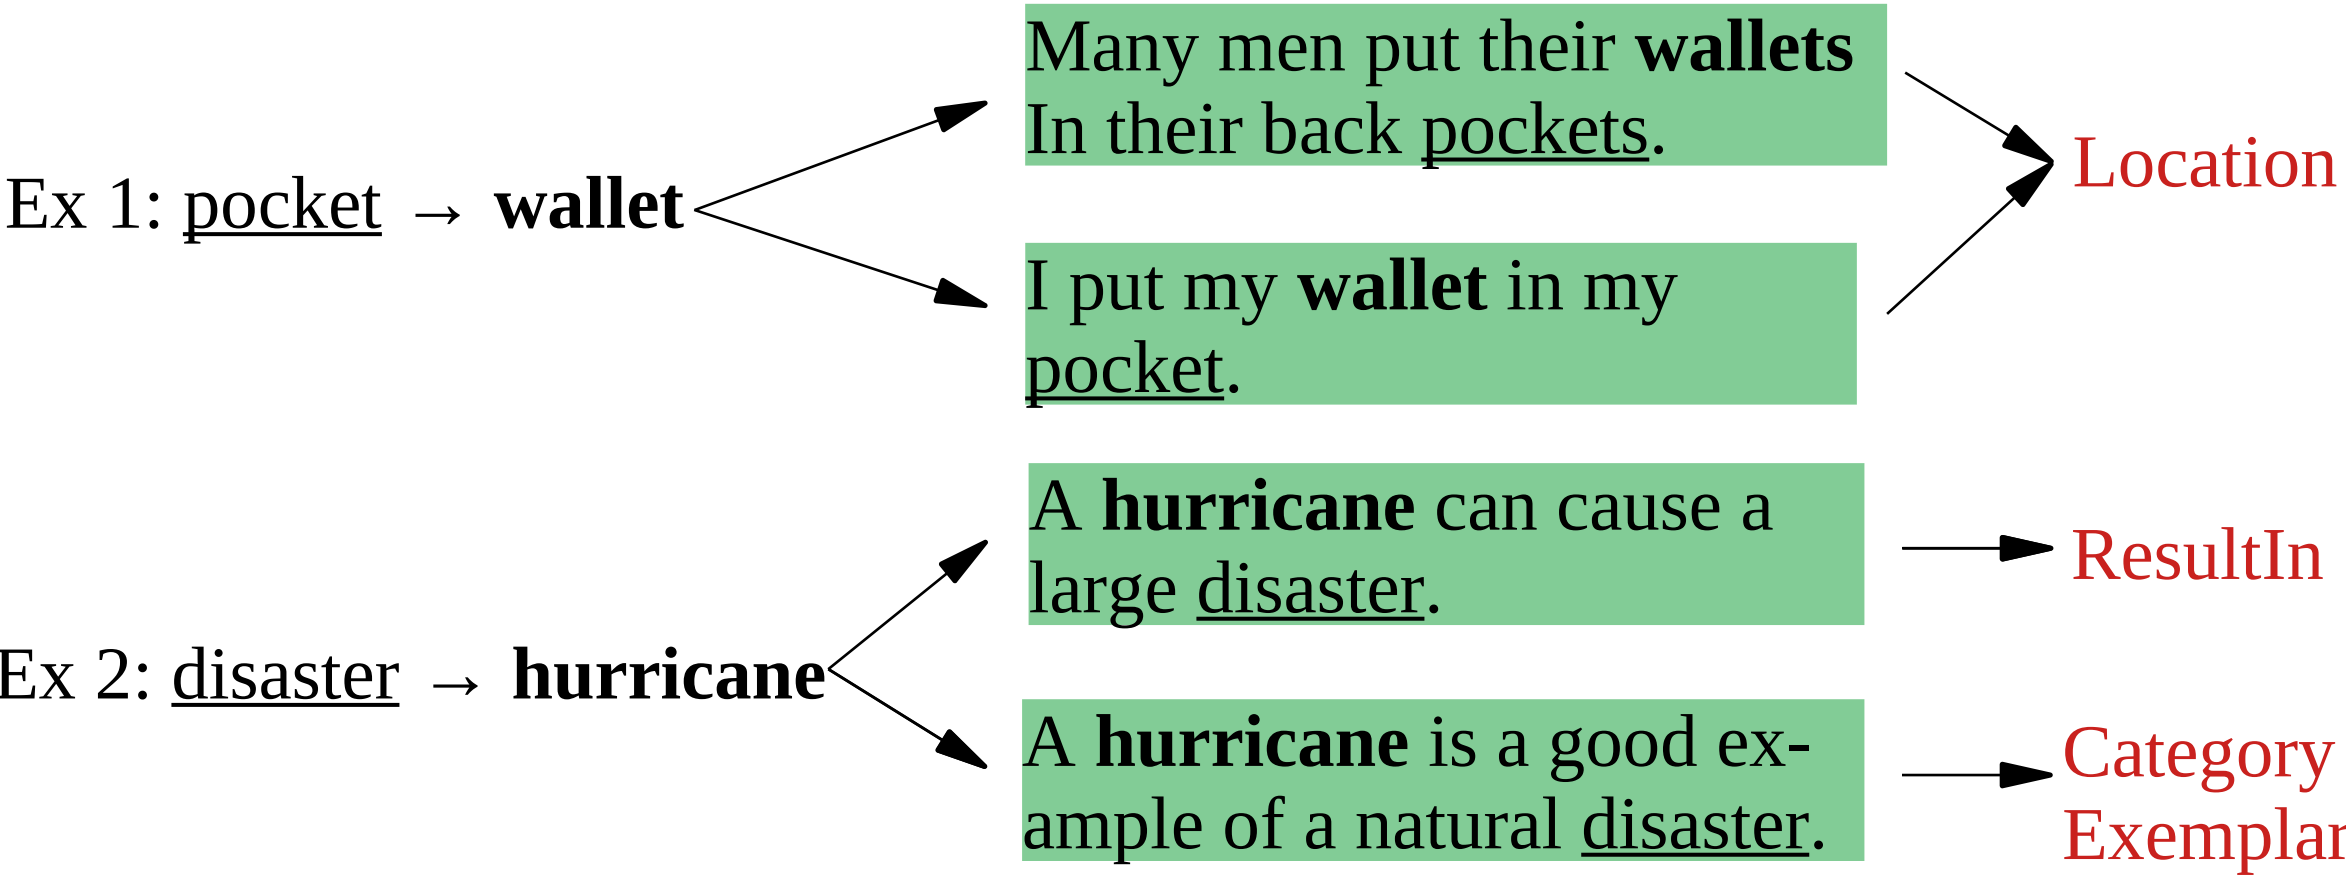 Many men put their wallets
In their back pockets.
Location
Ex 1: pocket → wallet
I put my wallet in my
pocket.
A hurricane can cause a
large disaster.
ResultIn
Ex 2: disaster → hurricane
A hurricane is a good ex-
ample of a natural disaster.
Category
Exemplar